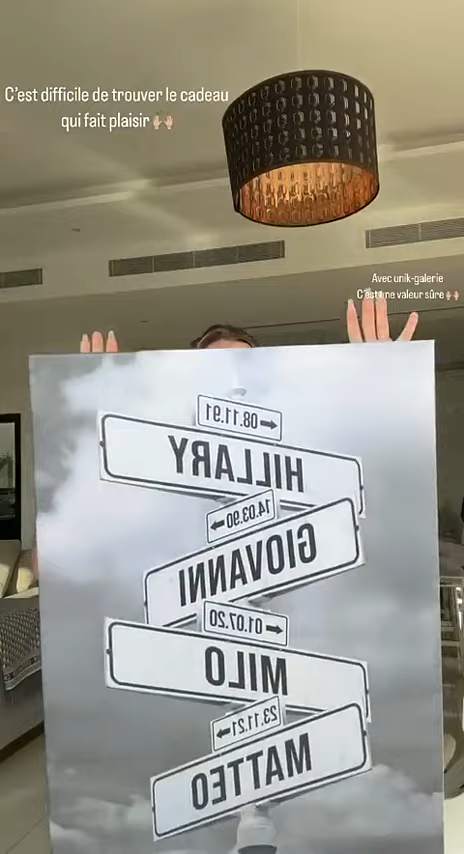 C'est difficile de trouver le cadeau
qui fait plaisir 🙌🏻
Avec unik-galerie
C'est une valeur sûre 🙌🏻
08.11.91
HILLARY
14.03.90
GIOVANNI
01.07.20
MILO
23.11.21
MATTEO